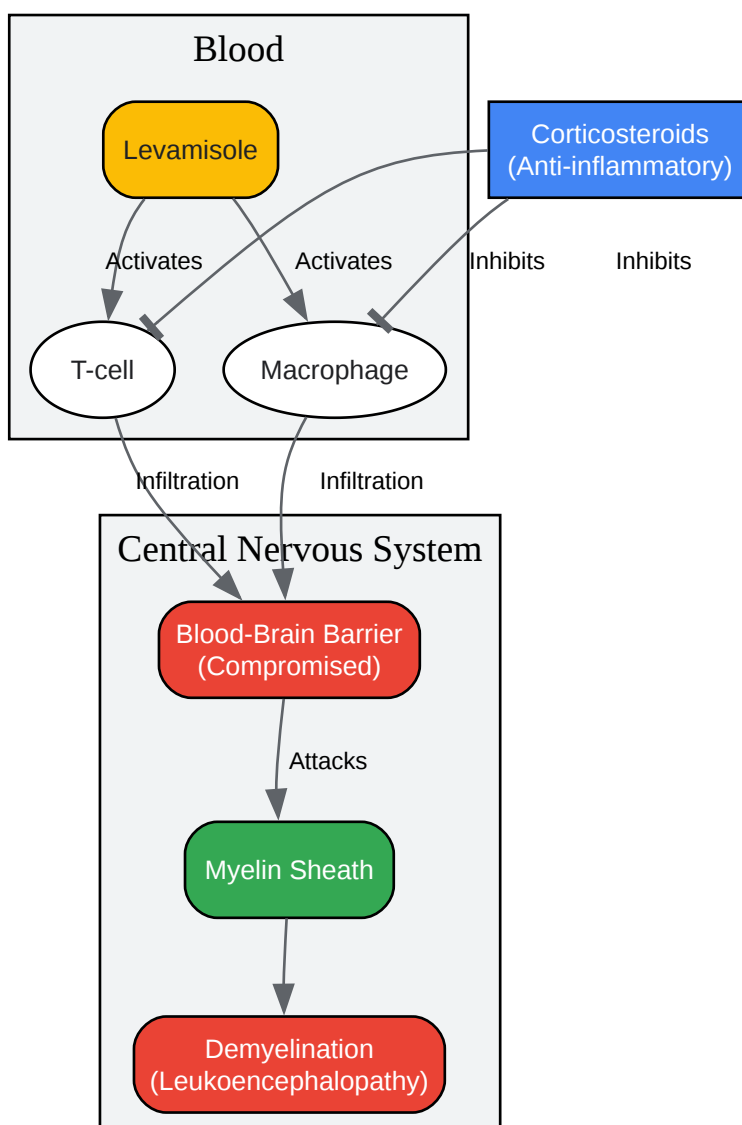 Blood
Levamisole
Corticosteroids
(Anti-inflammatory)
Activates
Activates
Inhibits
Inhibits
T-cell
Macrophage
Infiltration
Infiltration
Central Nervous System
Blood-Brain Barrier
(Compromised)
Attacks
Myelin Sheath
Demyelination
(Leukoencephalopathy)